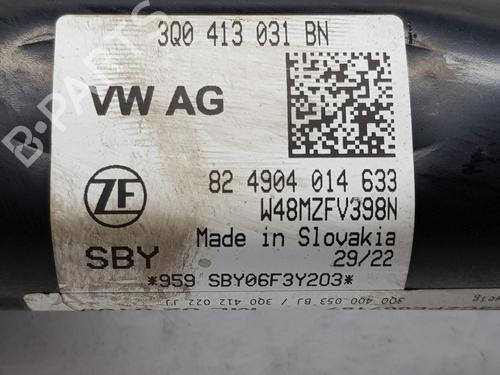 B-PARTS
3Q0 413 031 BN
VW AG
ZF
82 4904 014 633
W48MZFV398N
SBY
Made in Slovakia
29/22
*959 SBY06F3Y203*
3Q0 400 053 BJ / 3Q0 412 022 JJ